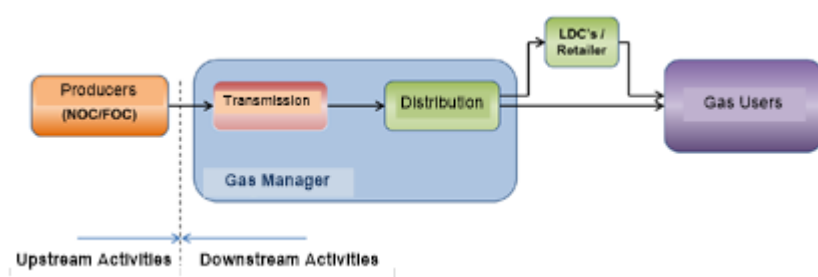 LDC's /
Retailer
Producers
(NOC/FOC)
Transmission
Distribution
Gas Users
Gas Manager
Upstream Activities
Downstream Activities